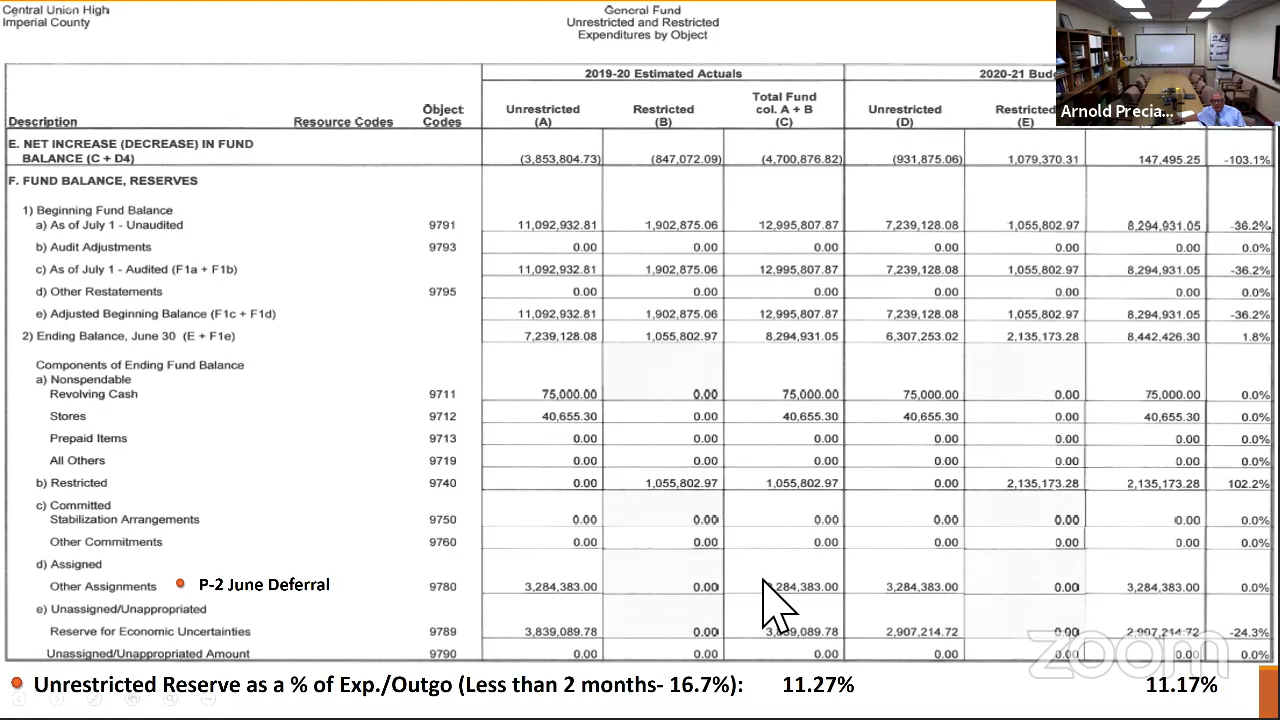 Central Union High
Imperial County
General Fund
Unrestricted and Restricted
Expenditures by Object
Arnold Precia...
2019-20 Estimated Actuals 2020-21
Description Resource Codes Object Codes Unrestricted (A) Restricted (B) Total Fund col. A + B (C) Unrestricted (D) Restricted (E)
E. NET INCREASE (DECREASE) IN FUND
BALANCE (C + D4) (3,853,804.73) (847,072.09) (4,700,876.82) (931,875.06) 1,079,370.31 147,495.25 -103.1%
F. FUND BALANCE, RESERVES
1) Beginning Fund Balance
a) As of July 1 - Unaudited 9791 11,092,932.81 1,902,875.06 12,995,807.87 7,239,128.08 1,055,802.97 8,294,931.05 -36.2%
b) Audit Adjustments 9793 0.00 0.00 0.00 0.00 0.00 0.00 0.0%
c) As of July 1 - Audited (F1a + F1b) 11,092,932.81 1,902,875.06 12,995,807.87 7,239,128.08 1,055,802.97 8,294,931.05 -36.2%
d) Other Restatements 9795 0.00 0.00 0.00 0.00 0.00 0.00 0.0%
e) Adjusted Beginning Balance (F1c + F1d) 11,092,932.81 1,902,875.06 12,995,807.87 7,239,128.08 1,055,802.97 8,294,931.05 -36.2%
2) Ending Balance, June 30 (E + F1e) 7,239,128.08 1,055,802.97 8,294,931.05 6,307,253.02 2,135,173.28 8,442,426.30 1.8%
Components of Ending Fund Balance
a) Nonspendable
Revolving Cash 9711 75,000.00 0.00 75,000.00 75,000.00 0.00 75,000.00 0.0%
Stores 9712 40,655.30 0.00 40,655.30 40,655.30 0.00 40,655.30 0.0%
Prepaid Items 9713 0.00 0.00 0.00 0.00 0.00 0.00 0.0%
All Others 9719 0.00 0.00 0.00 0.00 0.00 0.00 0.0%
b) Restricted 9740 0.00 1,055,802.97 1,055,802.97 0.00 2,135,173.28 2,135,173.28 102.2%
c) Committed
Stabilization Arrangements 9750 0.00 0.00 0.00 0.00 0.00 0.00 0.0%
Other Commitments 9760 0.00 0.00 0.00 0.00 0.00 0.00 0.0%
d) Assigned
Other Assignments • P-2 June Deferral 9780 3,284,383.00 0.00 3,284,383.00 3,284,383.00 0.00 3,284,383.00 0.0%
e) Unassigned/Unappropriated
Reserve for Economic Uncertainties 9789 3,839,089.78 0.00 3,839,089.78 2,907,214.72 0.00 2,907,214.72 -24.3%
Unassigned/Unappropriated Amount 9790 0.00 0.00 0.00 0.00 0.00 0.00 0.0%
zoom
• Unrestricted Reserve as a % of Exp./Outgo (Less than 2 months- 16.7%): 11.27% 11.17%